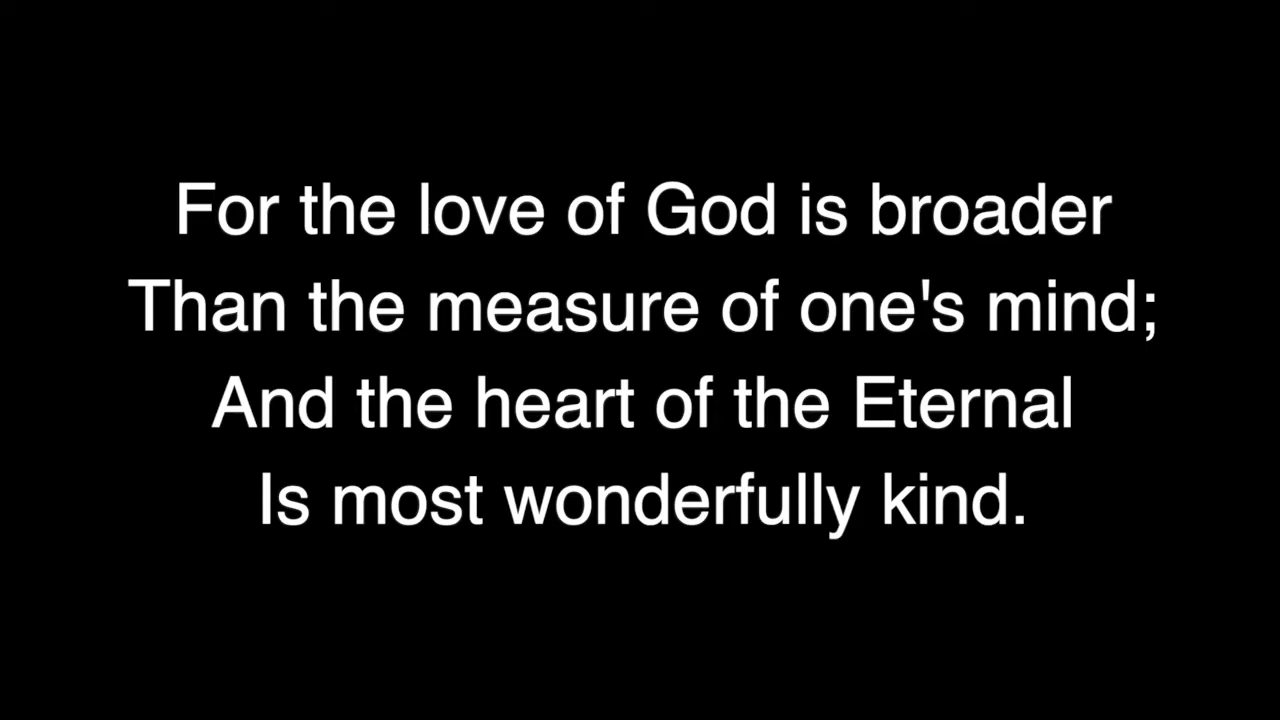 For the love of God is broader
Than the measure of one's mind;
And the heart of the Eternal
Is most wonderfully kind.